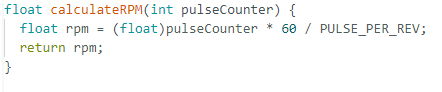 float calculateRPM(int pulseCounter) {
  float rpm = (float)pulseCounter * 60 / PULSE_PER_REV;
  return rpm;
}